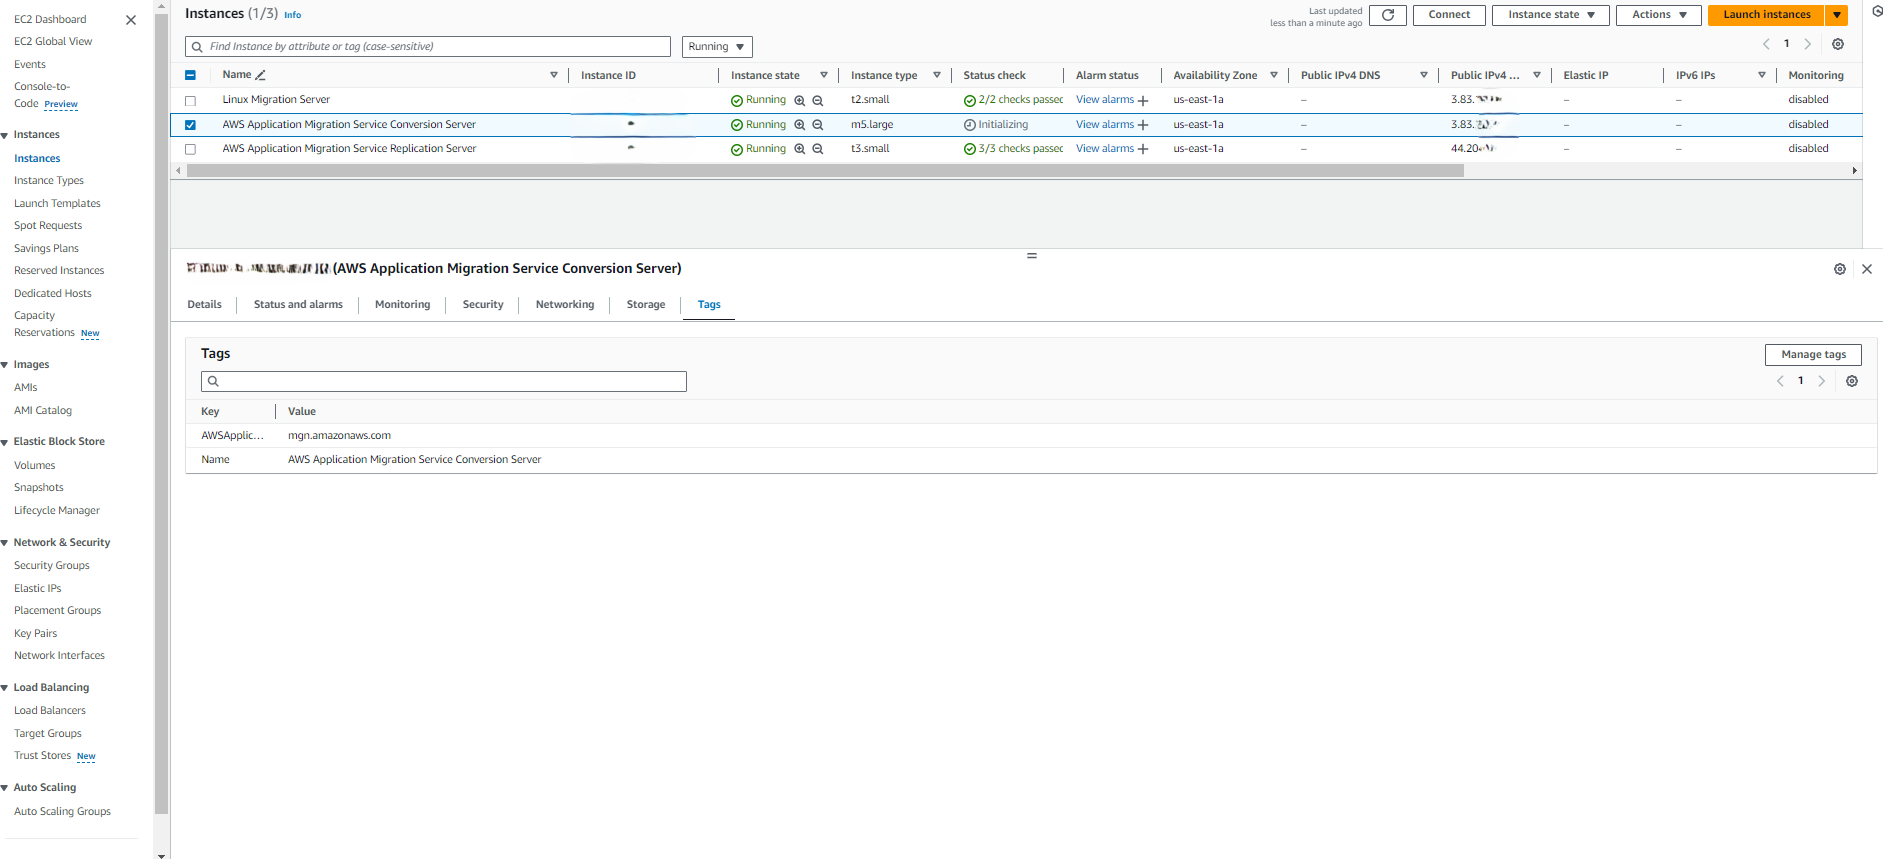 EC2 Dashboard
EC2 Global View
Events
Console-to-
Code Preview
Instances
Instances
Instance Types
Launch Templates
Spot Requests
Savings Plans
Reserved Instances
Dedicated Hosts
Capacity
Reservations New
Images
AMIs
AMI Catalog
Elastic Block Store
Volumes
Snapshots
Lifecycle Manager
Network & Security
Security Groups
Elastic IPs
Placement Groups
Key Pairs
Network Interfaces
Load Balancing
Load Balancers
Target Groups
Trust Stores New
Auto Scaling
Auto Scaling Groups
Instances (1/3) Info
Last updated
less than a minute ago
Connect Instance state Actions Launch instances
Find Instance by attribute or tag (case-sensitive) Running 1
Name Instance ID Instance state Instance type Status check Alarm status Availability Zone Public IPv4 DNS Public IPv4 ... Elastic IP IPv6 IPs Monitoring
Linux Migration Server Running t2.small 2/2 checks passed View alarms + us-east-1a – 3.83. – – disabled
AWS Application Migration Service Conversion Server Running m5.large Initializing View alarms + us-east-1a – 3.83. – – disabled
AWS Application Migration Service Replication Server Running t3.small 3/3 checks passed View alarms + us-east-1a – 44.20 – – disabled
(AWS Application Migration Service Conversion Server)
Details Status and alarms Monitoring Security Networking Storage Tags
Tags
Manage tags
1
Key Value
AWSApplic... mgn.amazonaws.com
Name AWS Application Migration Service Conversion Server